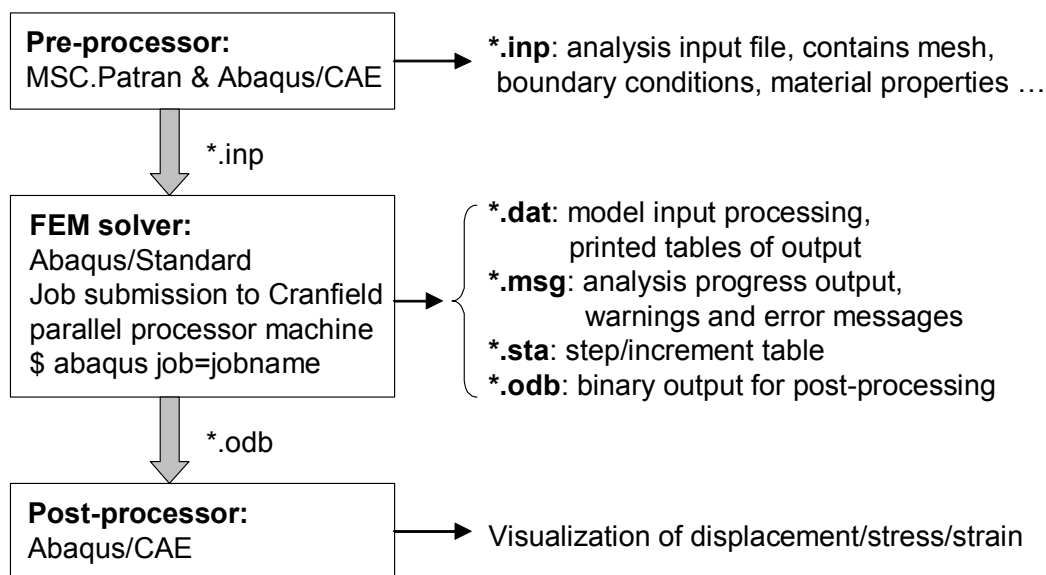 Pre-processor:
MSC.Patran & Abaqus/CAE
*.inp: analysis input file, contains mesh,
boundary conditions, material properties …
*.inp
FEM solver:
Abaqus/Standard
Job submission to Cranfield
parallel processor machine
$ abaqus job=jobname
*.dat: model input processing,
printed tables of output
*.msg: analysis progress output,
warnings and error messages
*.sta: step/increment table
*.odb: binary output for post-processing
*.odb
Post-processor:
Abaqus/CAE
Visualization of displacement/stress/strain